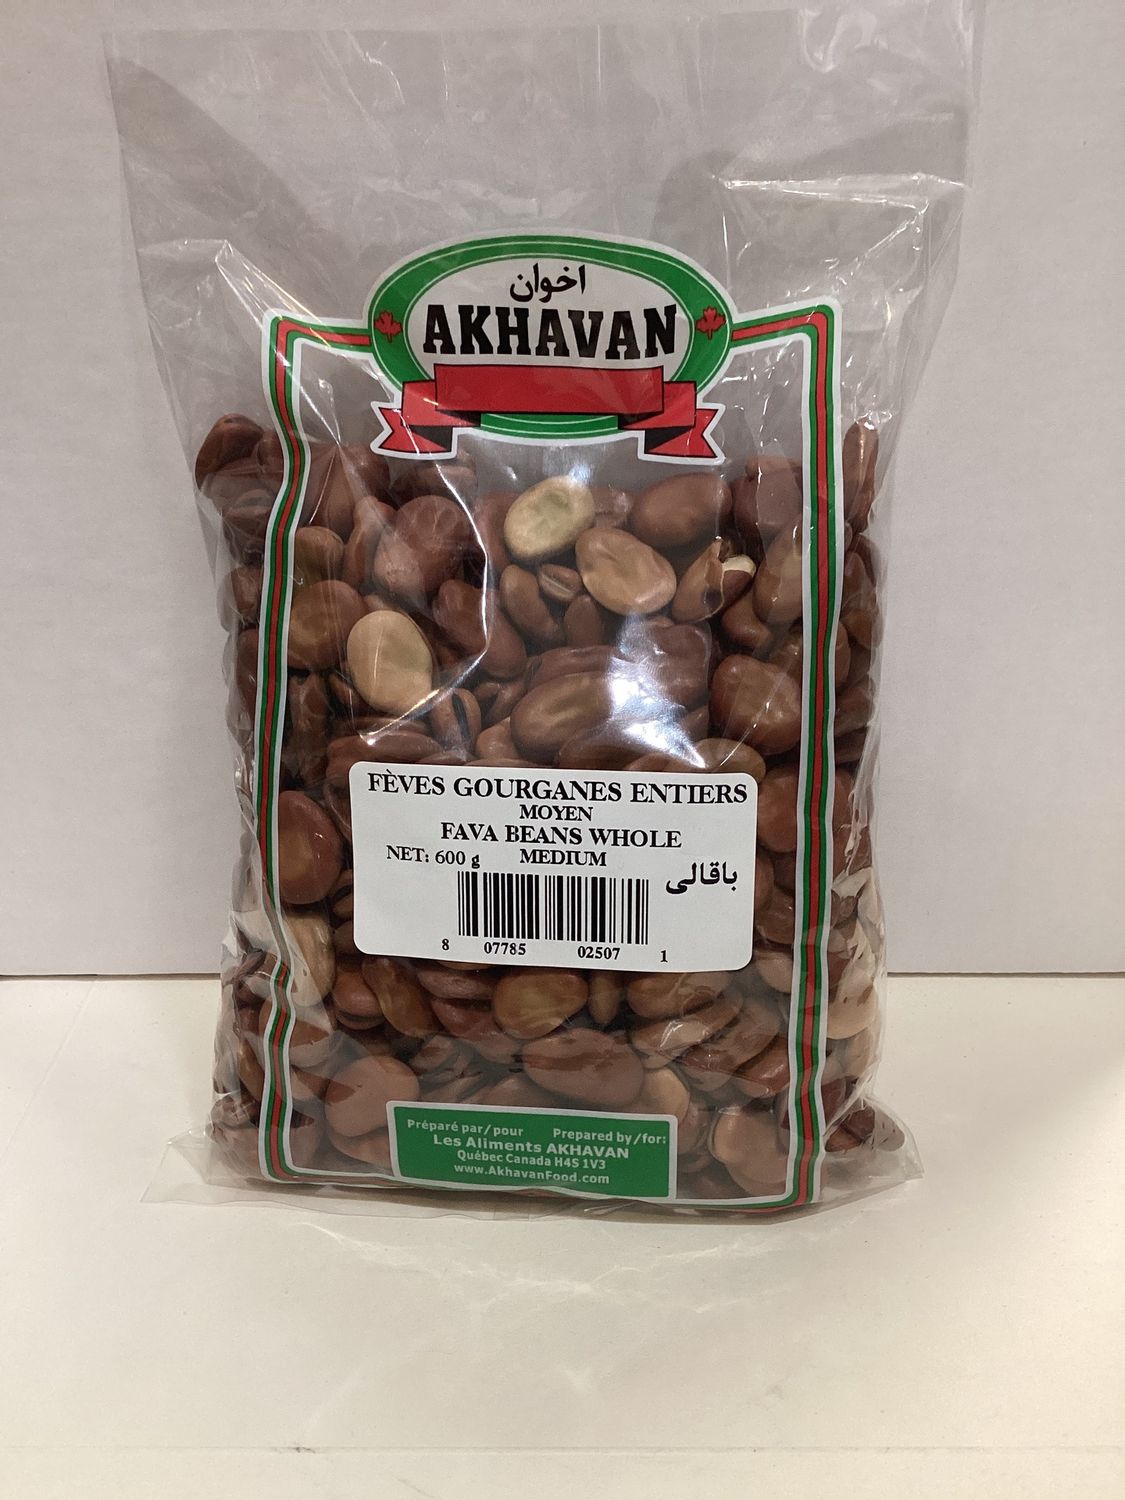 اخوان
AKHAVAN
FÈVES GOURGANES ENTIERS
MOYEN
FAVA BEANS WHOLE
NET: 600 g MEDIUM
باقالی
8 07785 02507 1
Préparé par/pour Prepared by/for:
Les Aliments AKHAVAN
Québec Canada H4S 1V3
www.AkhavanFood.com